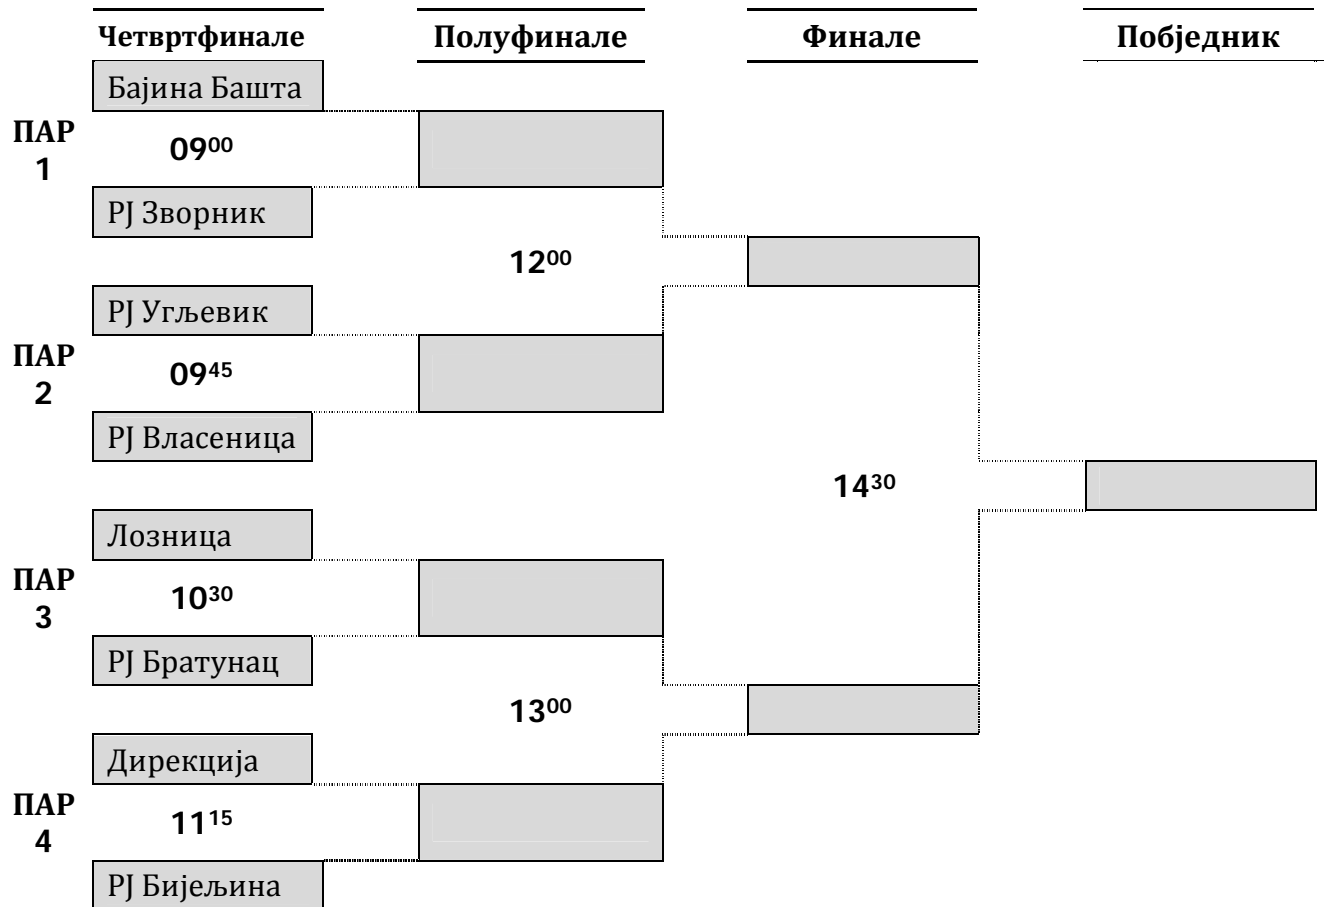 Четвртфинале Полуфинале Финале Побједник
Бајина Башта
ПАР
1
09⁰⁰
РЈ Зворник
12⁰⁰
РЈ Угљевик
ПАР
2
09⁴⁵
РЈ Власеница
14³⁰
Лозница
ПАР
3
10³⁰
РЈ Братунац
13⁰⁰
Дирекција
ПАР
4
11¹⁵
РЈ Бијељина